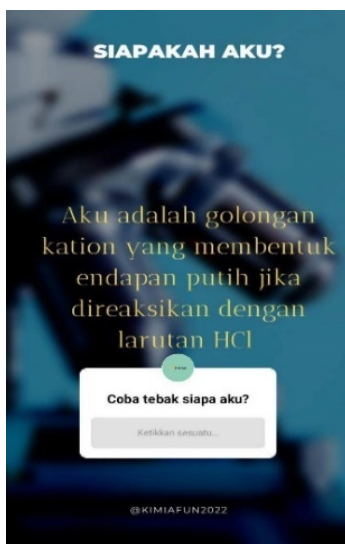 SIAPAKAH AKU?
Aku adalah golongan
kation yang membentuk
endapan putih jika
direaksikan dengan
larutan HCl
Coba tebak siapa aku?
Ketikkan sesuatu...
@KIMIAFUN2022